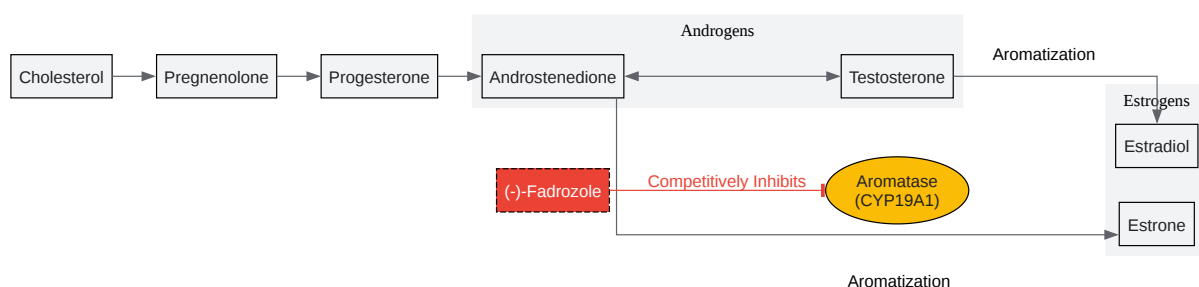 Androgens
Cholesterol
Pregnenolone
Progesterone
Androstenedione
Testosterone
Aromatization
Estrogens
Estradiol
(-)-Fadrozole
Competitively Inhibits
Aromatase
(CYP19A1)
Estrone
Aromatization